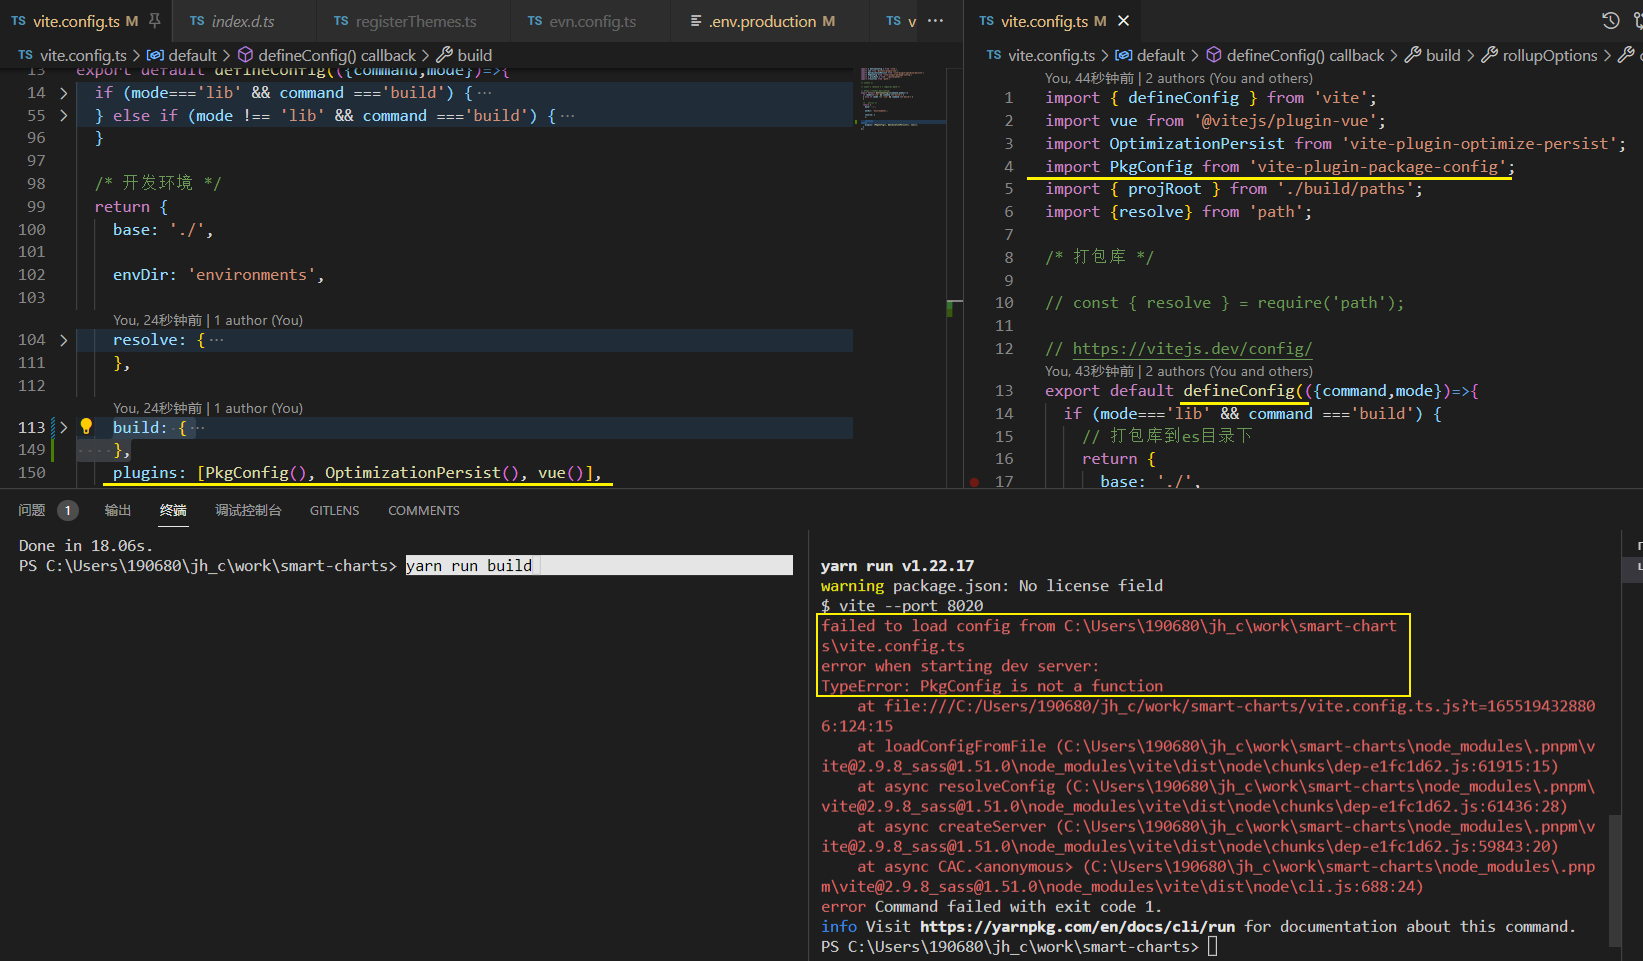 TS vite.config.ts M
TS index.d.ts
TS registerThemes.ts
TS evn.config.ts
.env.production M
TS v ···
TS vite.config.ts > default > defineConfig() callback > build
13 export default defineConfig(({command,mode})=>{
14 if (mode==='lib' && command ==='build') { ···
55 } else if (mode !== 'lib' && command ==='build') { ···
96 }
97
98 /* 开发环境 */
99 return {
100 base: './',
101
102 envDir: 'environments',
103
You, 24秒钟前 | 1 author (You)
104 resolve: { ···
111 },
112
You, 24秒钟前 | 1 author (You)
113 build: { ···
149 },
150 plugins: [PkgConfig(), OptimizationPersist(), vue()],
TS vite.config.ts M
TS vite.config.ts > default > defineConfig() callback > build > rollupOptions >
You, 44秒钟前 | 2 authors (You and others)
1 import { defineConfig } from 'vite';
2 import vue from '@vitejs/plugin-vue';
3 import OptimizationPersist from 'vite-plugin-optimize-persist';
4 import PkgConfig from 'vite-plugin-package-config';
5 import { projRoot } from './build/paths';
6 import {resolve} from 'path';
7
8 /* 打包库 */
9
10 // const { resolve } = require('path');
11
12 // https://vitejs.dev/config/
You, 43秒钟前 | 2 authors (You and others)
13 export default defineConfig(({command,mode})=>{
14 if (mode==='lib' && command ==='build') {
15 // 打包库到es目录下
16 return {
17 base: './',
问题 1 输出 终端 调试控制台 GITLENS COMMENTS
Done in 18.06s.
PS C:\Users\190680\jh_c\work\smart-charts> yarn run build
yarn run v1.22.17
warning package.json: No license field
$ vite --port 8020
failed to load config from C:\Users\190680\jh_c\work\smart-chart
s\vite.config.ts
error when starting dev server:
TypeError: PkgConfig is not a function
at file:///C:/Users/190680/jh_c/work/smart-charts/vite.config.ts.js?t=165519432880
6:124:15
at loadConfigFromFile (C:\Users\190680\jh_c\work\smart-charts\node_modules\.pnpm\v
ite@2.9.8_sass@1.51.0\node_modules\vite\dist\node\chunks\dep-e1fc1d62.js:61915:15)
at async resolveConfig (C:\Users\190680\jh_c\work\smart-charts\node_modules\.pnpm\
vite@2.9.8_sass@1.51.0\node_modules\vite\dist\node\chunks\dep-e1fc1d62.js:61436:28)
at async createServer (C:\Users\190680\jh_c\work\smart-charts\node_modules\.pnpm\v
ite@2.9.8_sass@1.51.0\node_modules\vite\dist\node\chunks\dep-e1fc1d62.js:59843:20)
at async CAC.<anonymous> (C:\Users\190680\jh_c\work\smart-charts\node_modules\.pnp
m\vite@2.9.8_sass@1.51.0\node_modules\vite\dist\node\cli.js:688:24)
error Command failed with exit code 1.
info Visit https://yarnpkg.com/en/docs/cli/run for documentation about this command.
PS C:\Users\190680\jh_c\work\smart-charts>